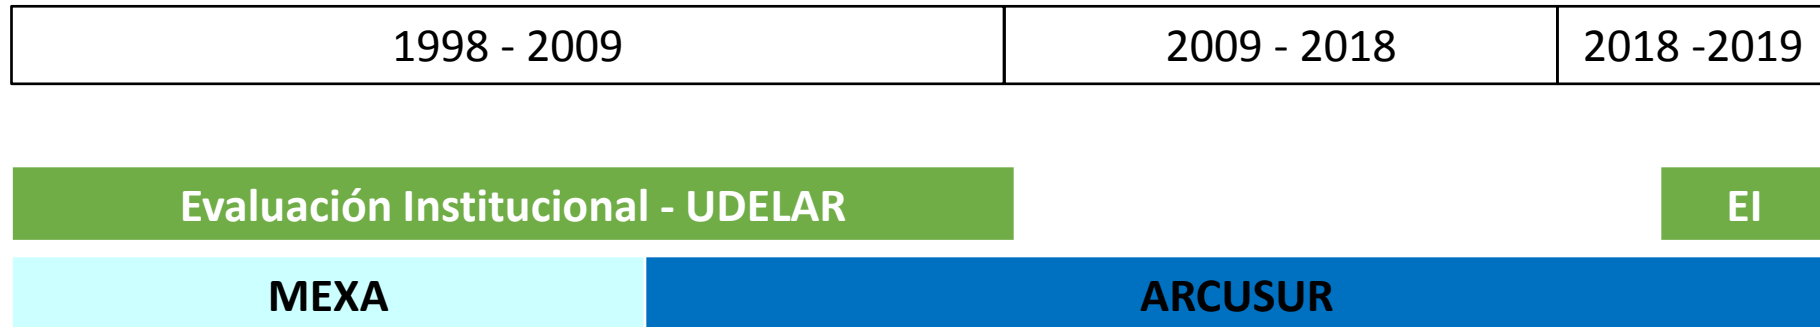 1998 - 2009 2009 - 2018 2018 -2019
Evaluación Institucional - UDELAR EI
MEXA ARCUSUR